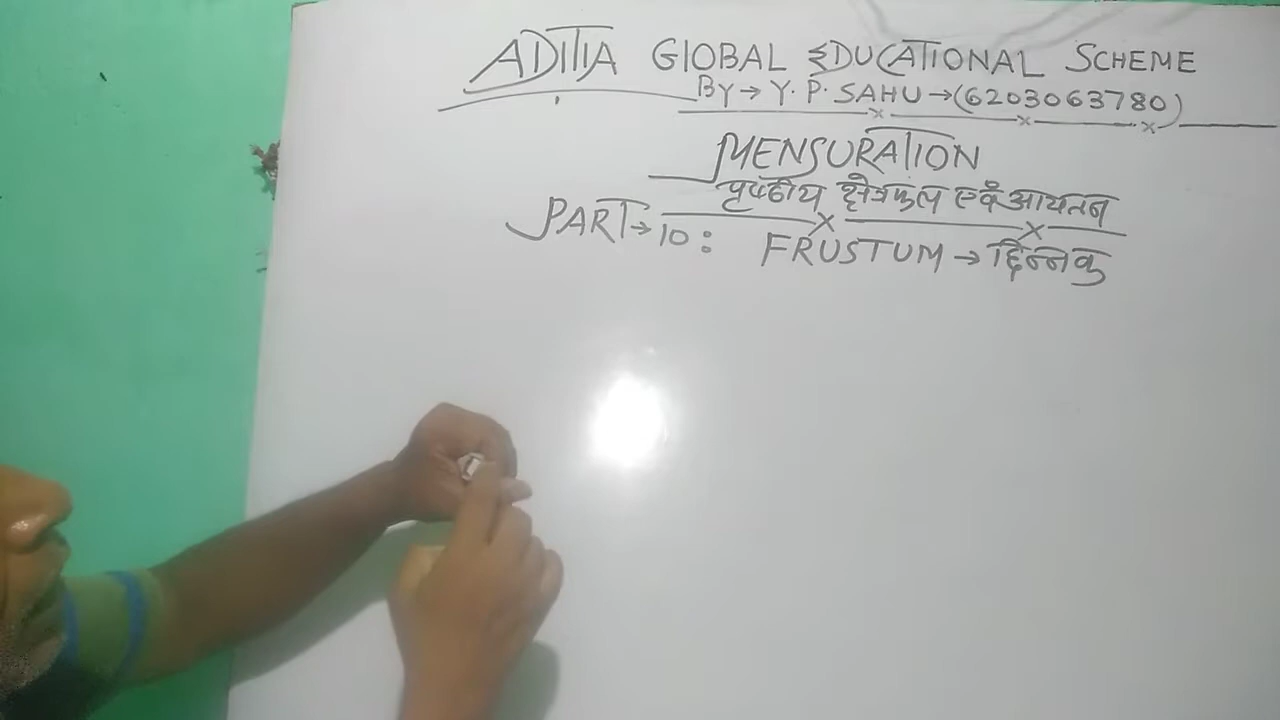 ADITIA GLOBAL EDUCATIONAL SCHEME
BY → Y. P. SAHU → (6203063780)
MENSURATION
पृष्ठीय क्षेत्रफल एवं आयतन
PART → 10 : FRUSTUM → छिन्नक